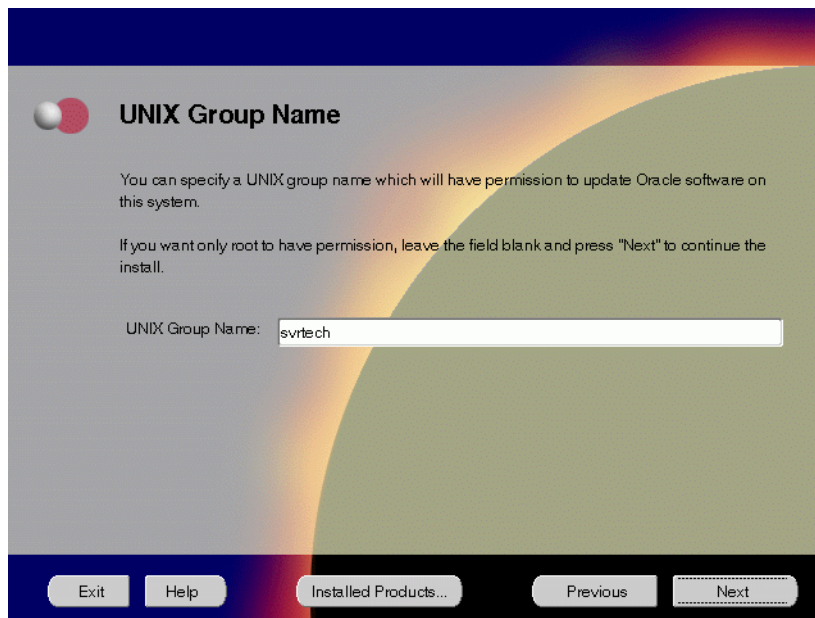 UNIX Group Name
You can specify a UNIX group name which will have permission to update Oracle software on
this system.
If you want only root to have permission, leave the field blank and press "Next" to continue the
install.
UNIX Group Name: svrtech
Exit Help Installed Products... Previous Next